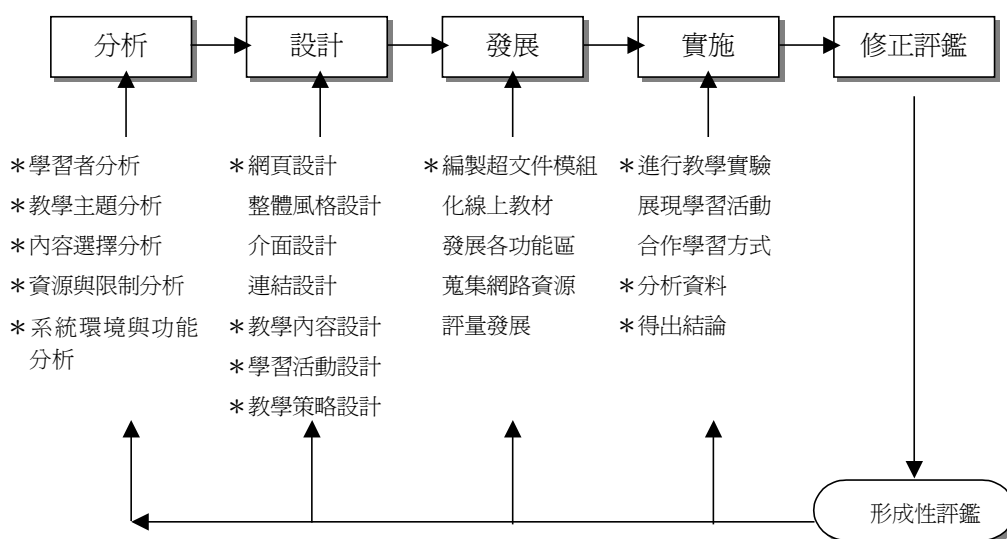 分析
設計
發展
實施
修正評鑑
＊學習者分析
＊教學主題分析
＊內容選擇分析
＊資源與限制分析
＊系統環境與功能
分析
＊網頁設計
整體風格設計
介面設計
連結設計
＊教學內容設計
＊學習活動設計
＊教學策略設計
＊編製超文件模組
化線上教材
發展各功能區
蒐集網路資源
評量發展
＊進行教學實驗
展現學習活動
合作學習方式
＊分析資料
＊得出結論
形成性評鑑